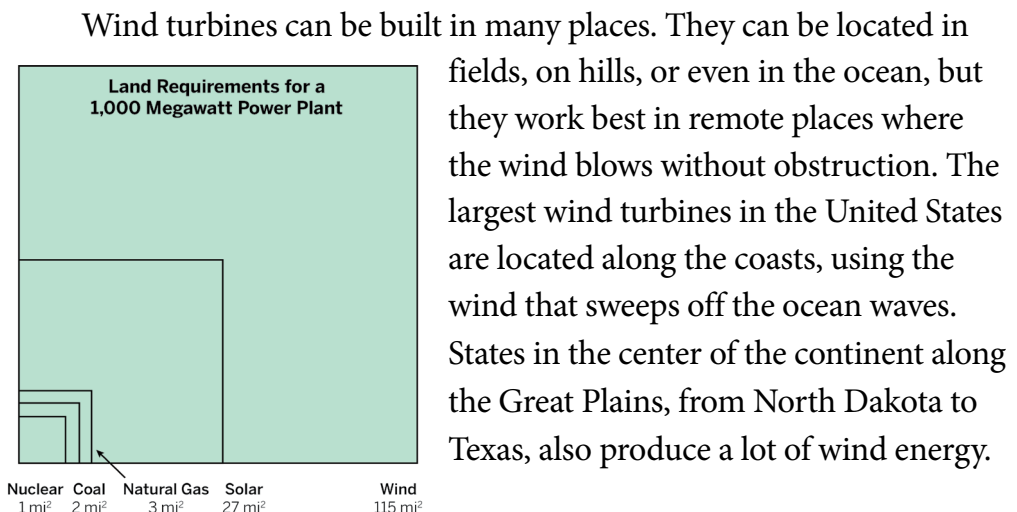 Wind turbines can be built in many places. They can be located in
fields, on hills, or even in the ocean, but
they work best in remote places where
the wind blows without obstruction. The
largest wind turbines in the United States
are located along the coasts, using the
wind that sweeps off the ocean waves.
States in the center of the continent along
the Great Plains, from North Dakota to
Texas, also produce a lot of wind energy.
Land Requirements for a
1,000 Megawatt Power Plant
Nuclear Coal Natural Gas Solar Wind
1 mi² 2 mi² 3 mi² 27 mi² 115 mi²